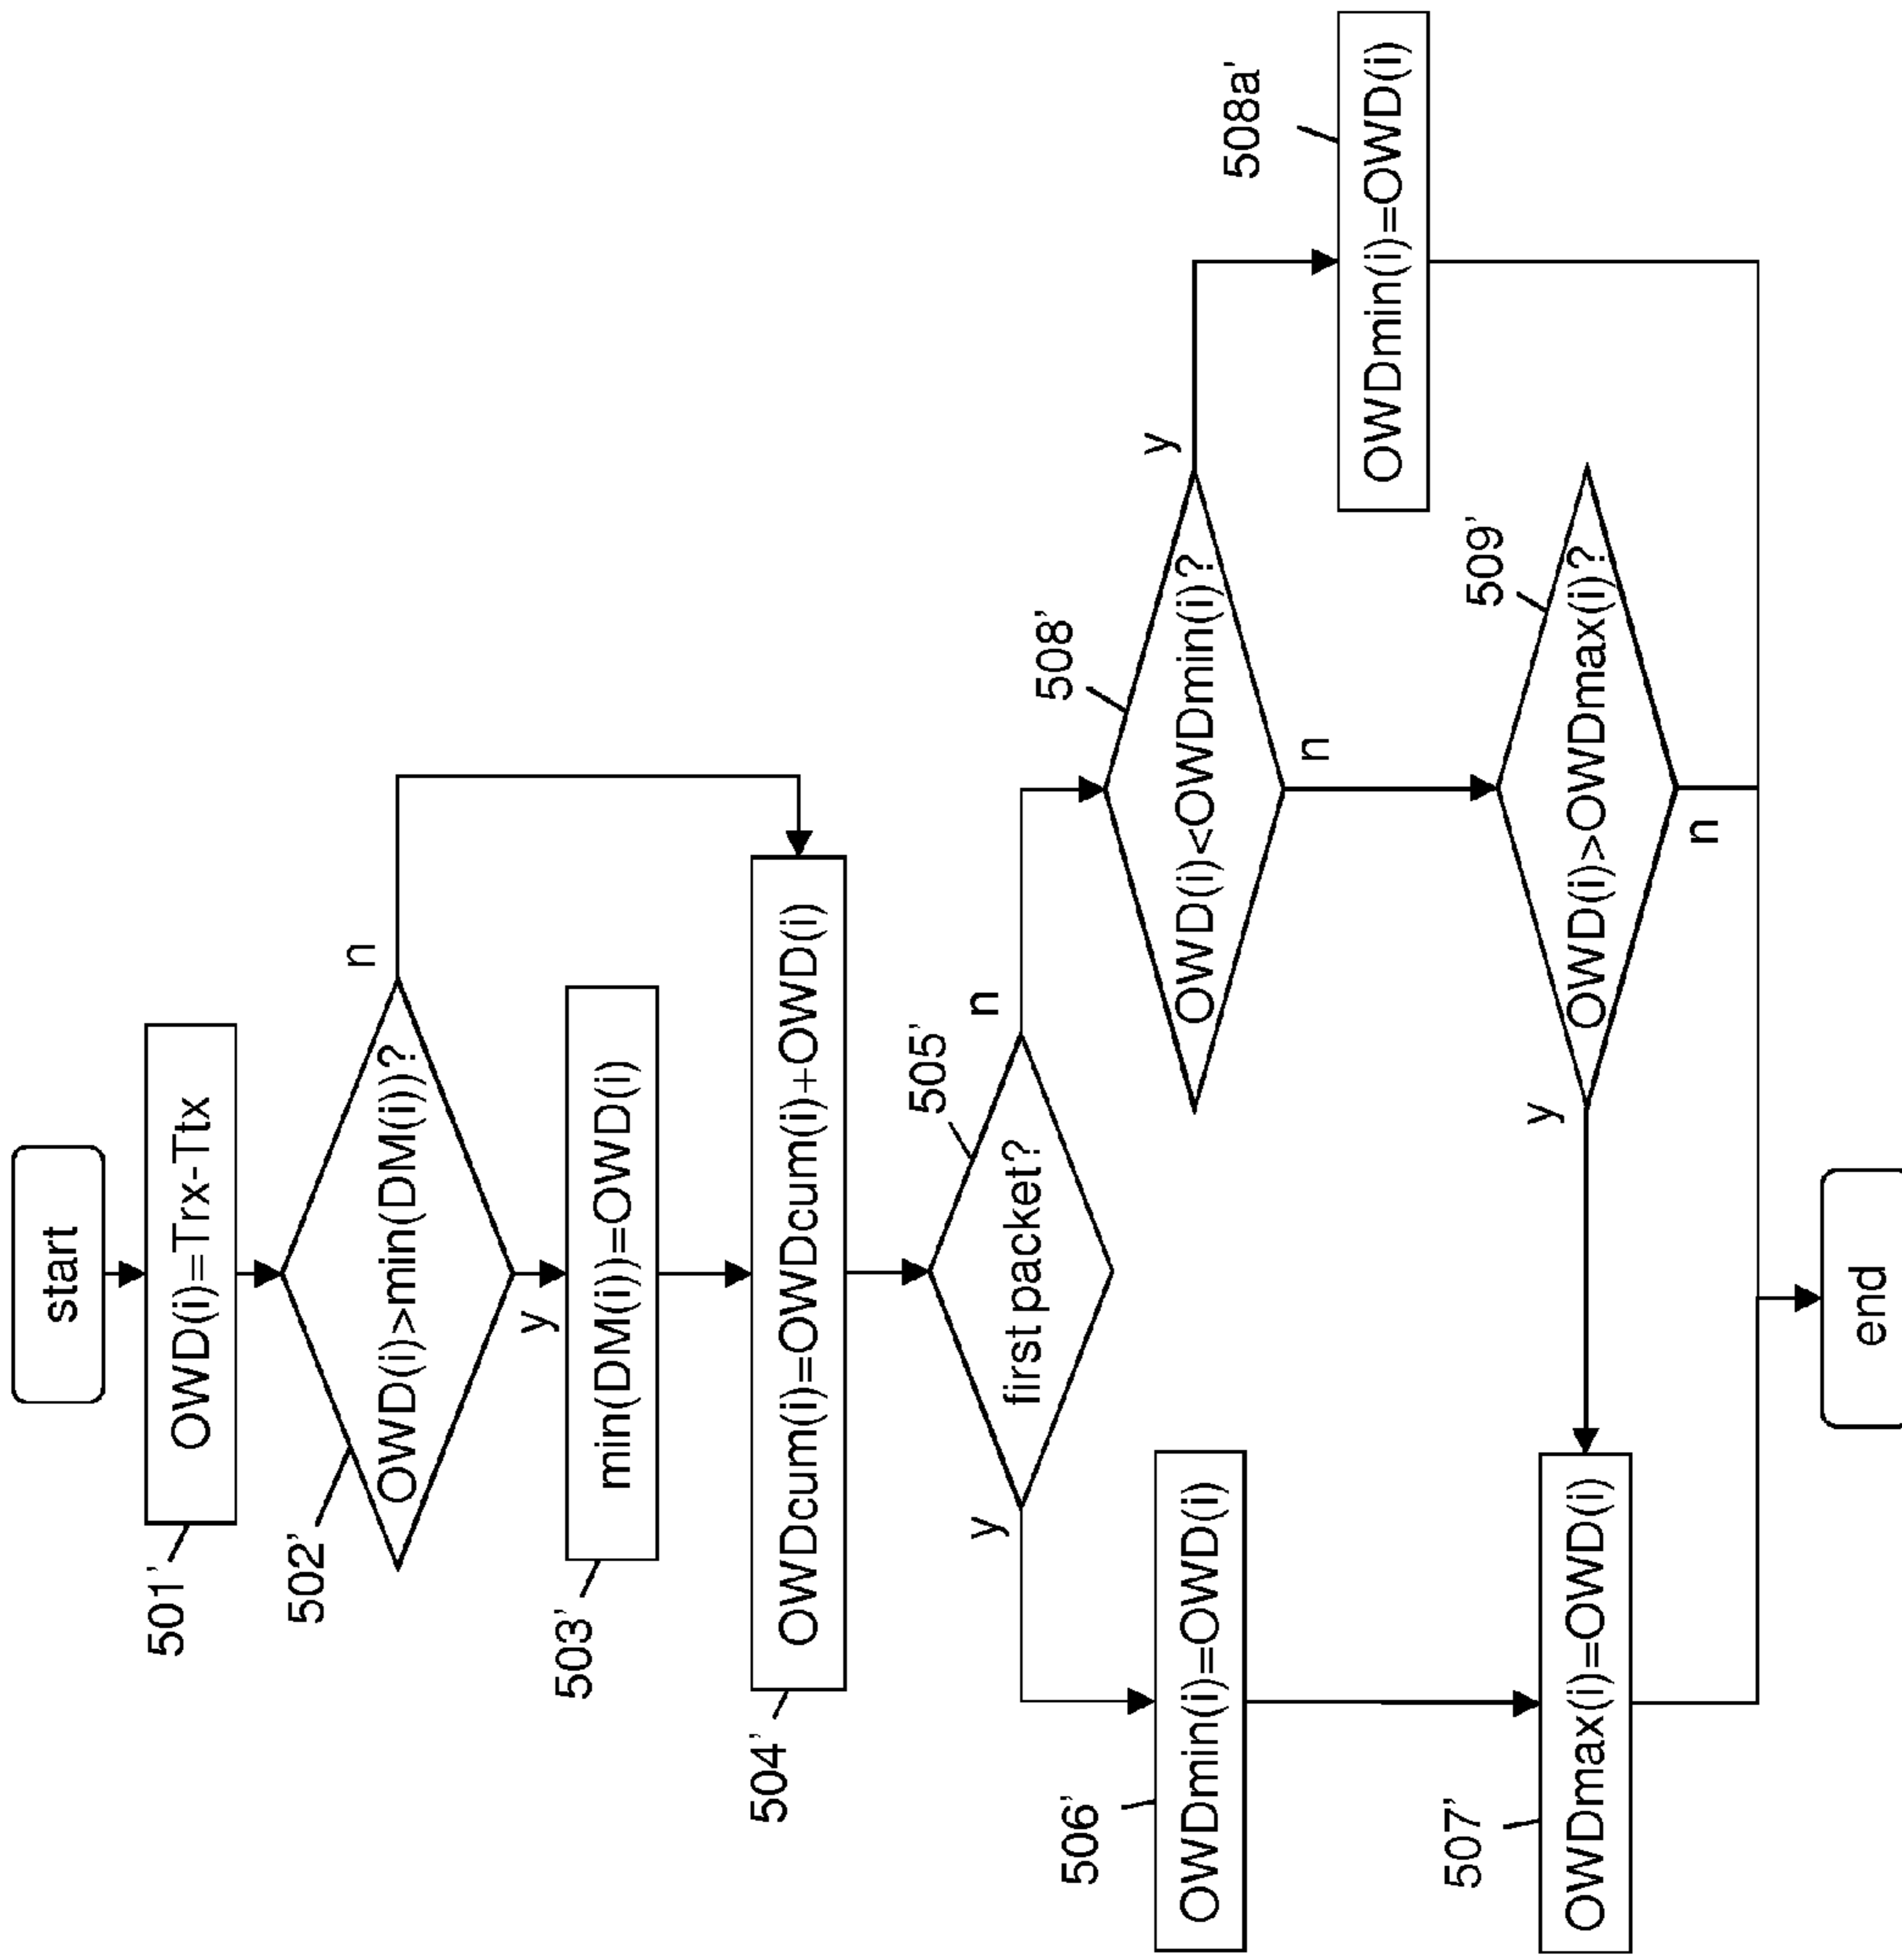 start
501’
OWD(i)=Trx-Ttx
502’
OWD(i)>min(DM(i))?
n
y
503’
min(DM(i))=OWD(i)
504’
OWDcum(i)=OWDcum(i)+OWD(i)
505’
first packet?
y
n
506’
OWDmin(i)=OWD(i)
508’
OWD(i)<OWDmin(i)?
y
n
508a’
OWDmin(i)=OWD(i)
507’
OWDmax(i)=OWD(i)
509’
OWD(i)>OWDmax(i)?
y
n
end